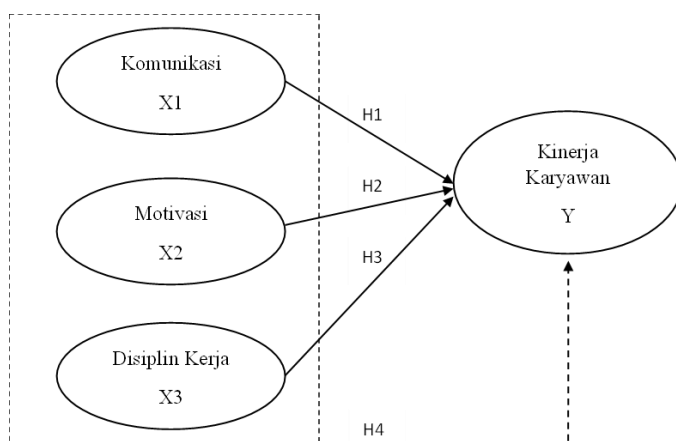 Komunikasi
X1
H1
Kinerja
Karyawan
Y
Motivasi
X2
H2
H3
Disiplin Kerja
X3
H4